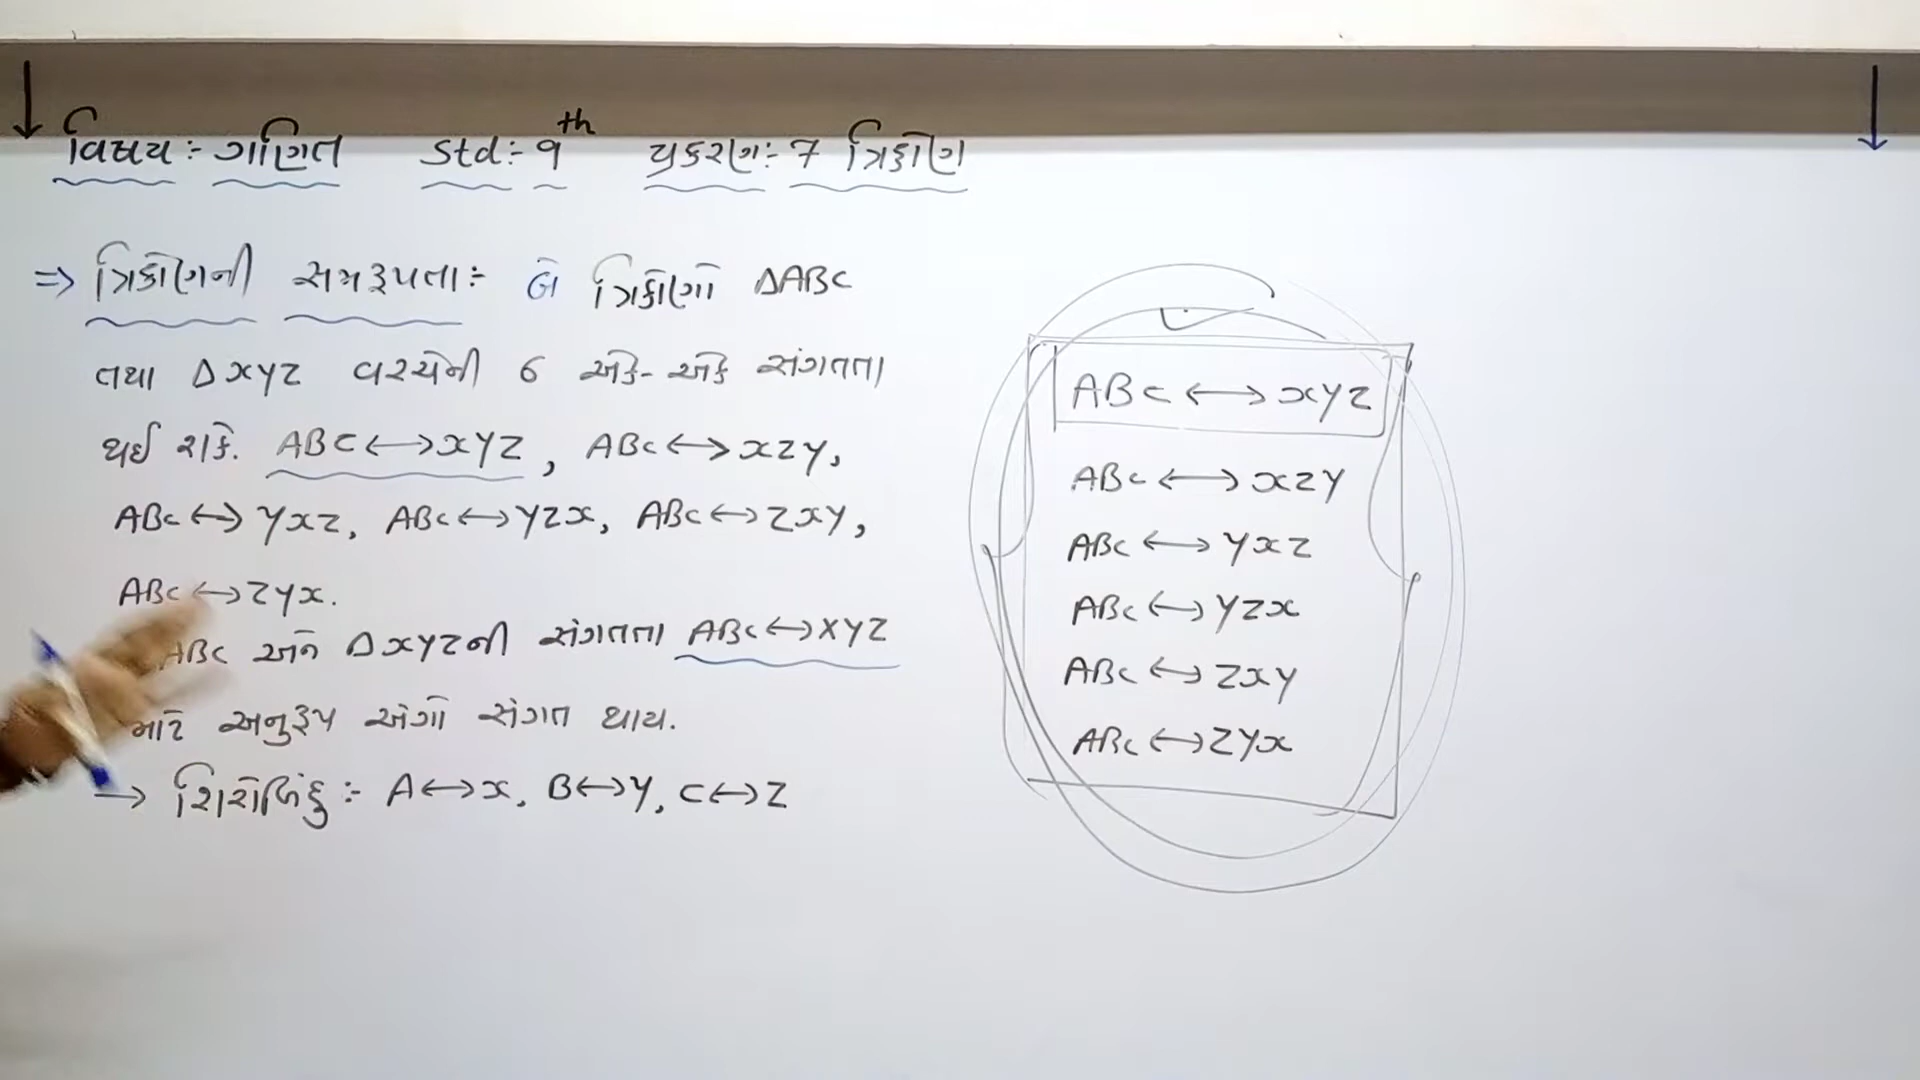 વિષય:- ગણિત Std:- 9th પ્રકરણ:- 7 ત્રિકોણ
⇒ ત્રિકોણની સમરૂપતા:- બે ત્રિકોણો ΔABC
તથા ΔXYZ વચ્ચેની 6 એક-એક સંગતતા
થઈ શકે. ABC↔XYZ, ABC↔XZY,
ABC↔YXZ, ABC↔YZX, ABC↔ZXY,
ABC↔ZYX.
ABC અને ΔXYZની સંગતતા ABC↔XYZ
માટે અનુરૂપ અંગો સંગત થાય.
→ શિરોબિંદુ:- A↔X, B↔Y, C↔Z
ABC↔XYZ
ABC↔XZY
ABC↔YXZ
ABC↔YZX
ABC↔ZXY
ABC↔ZYX